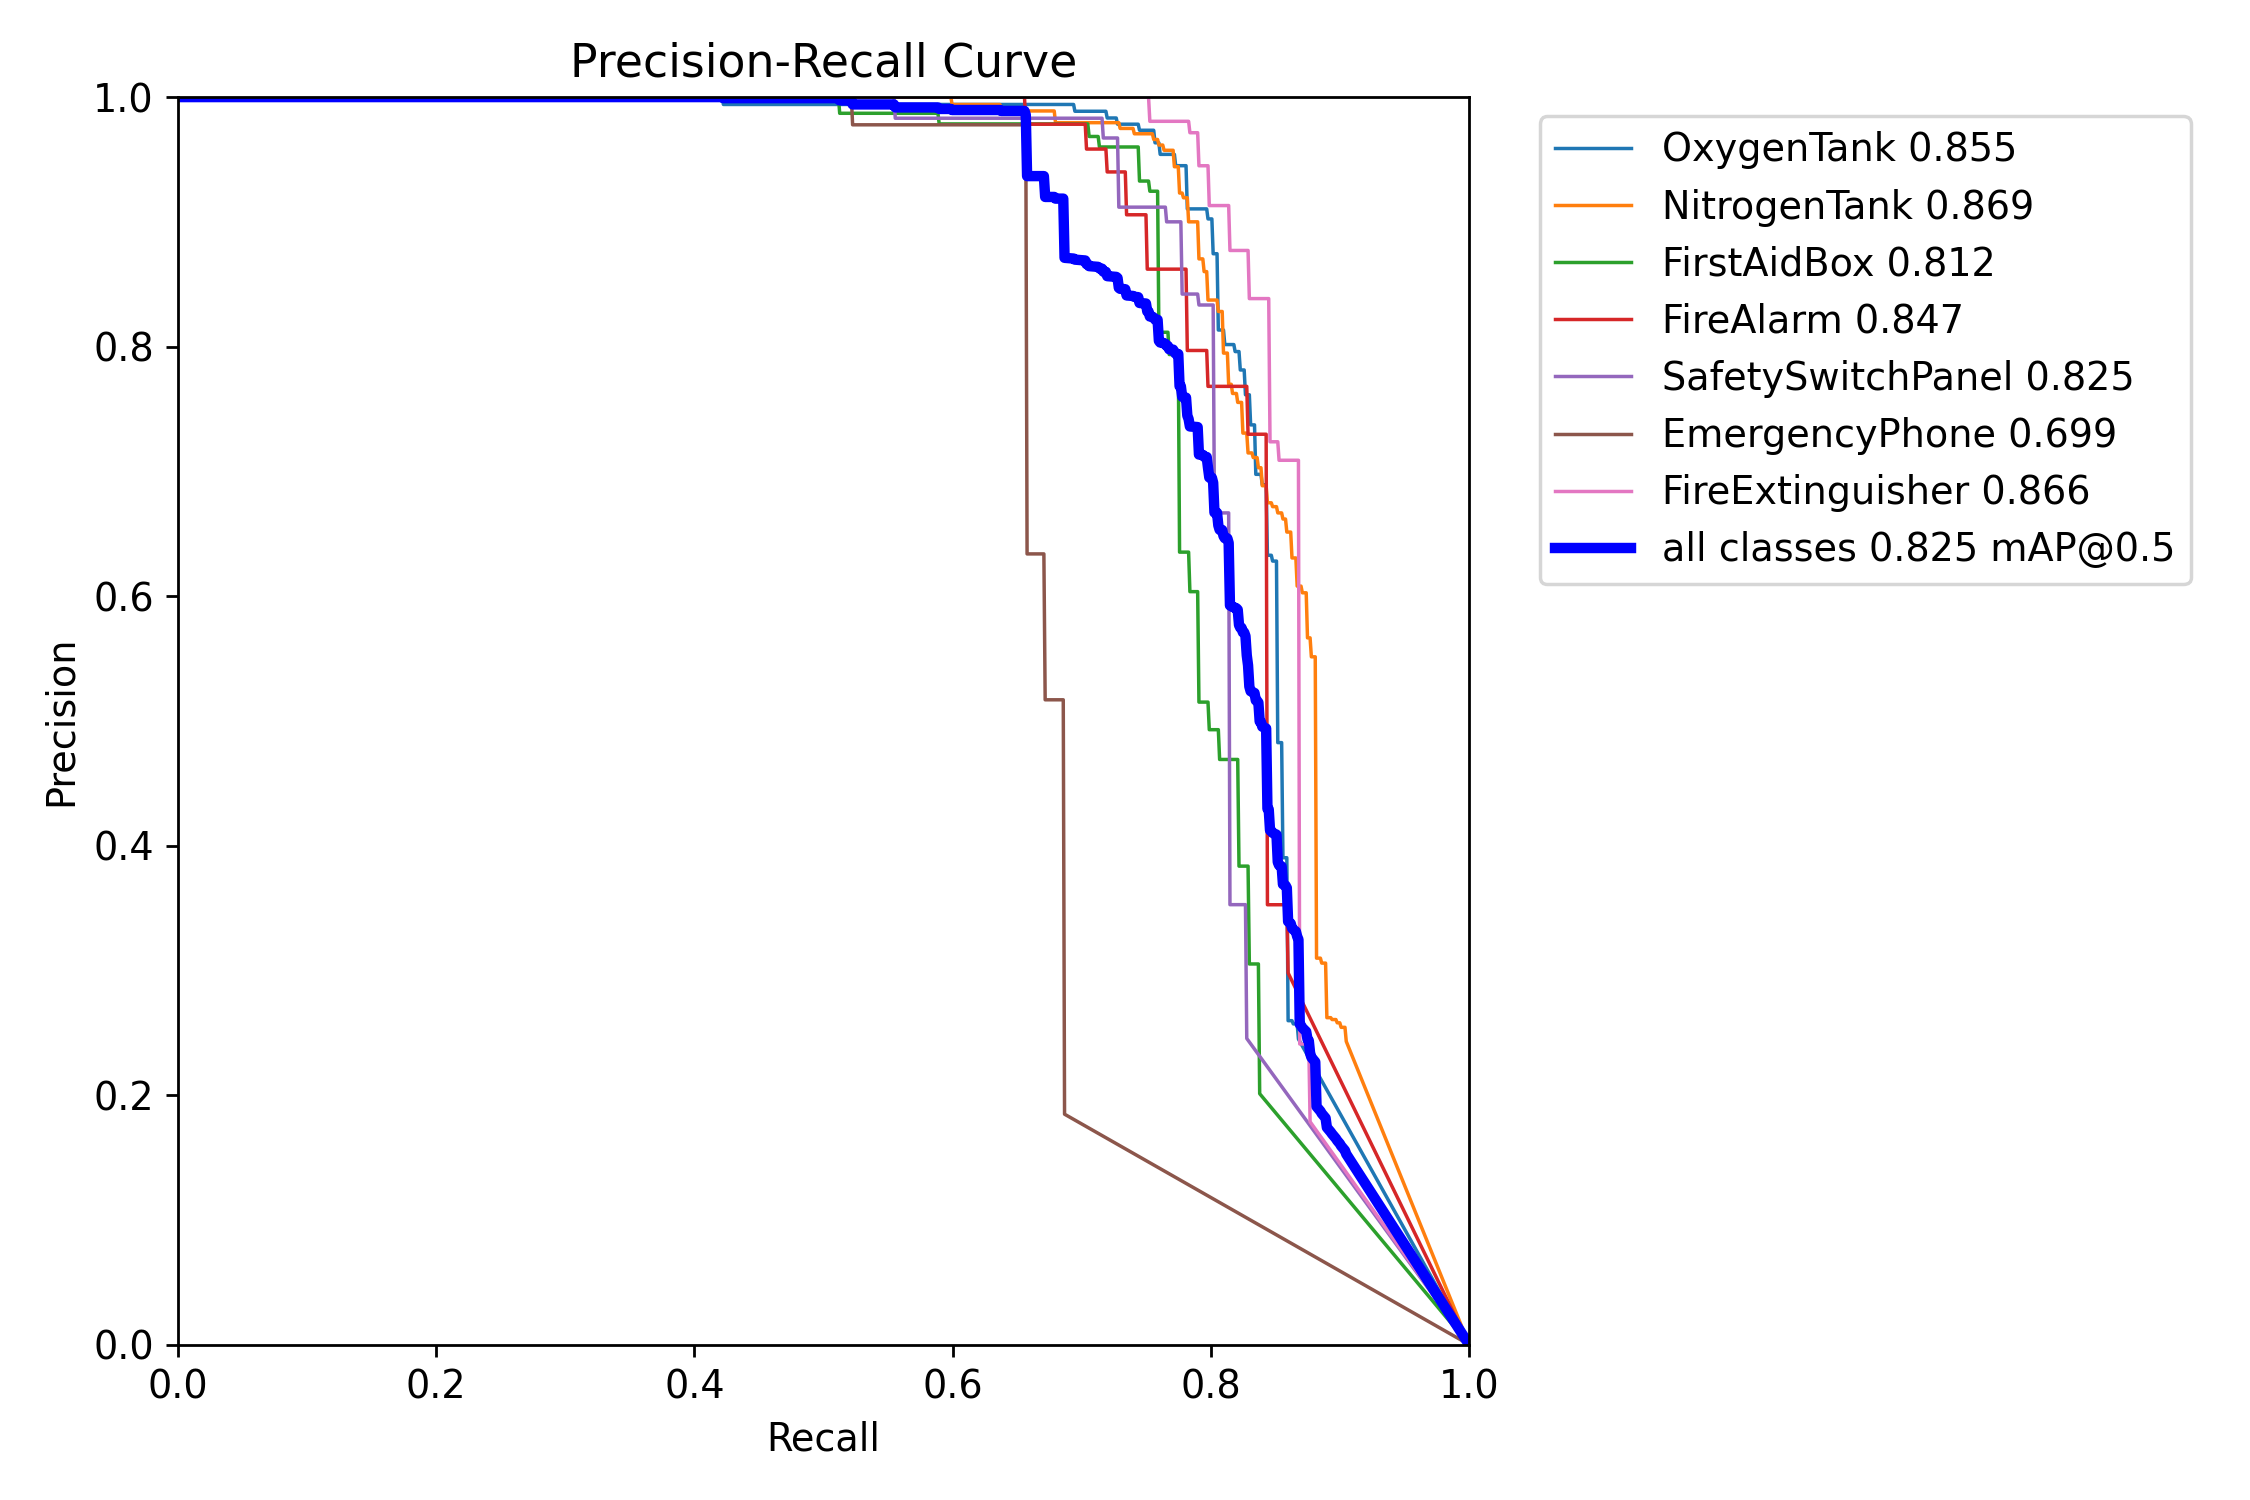 Precision-Recall Curve
1.0
0.8
0.6
0.4
0.2
0.0
Precision
0.0 0.2 0.4 0.6 0.8 1.0
Recall
OxygenTank 0.855
NitrogenTank 0.869
FirstAidBox 0.812
FireAlarm 0.847
SafetySwitchPanel 0.825
EmergencyPhone 0.699
FireExtinguisher 0.866
all classes 0.825 mAP@0.5